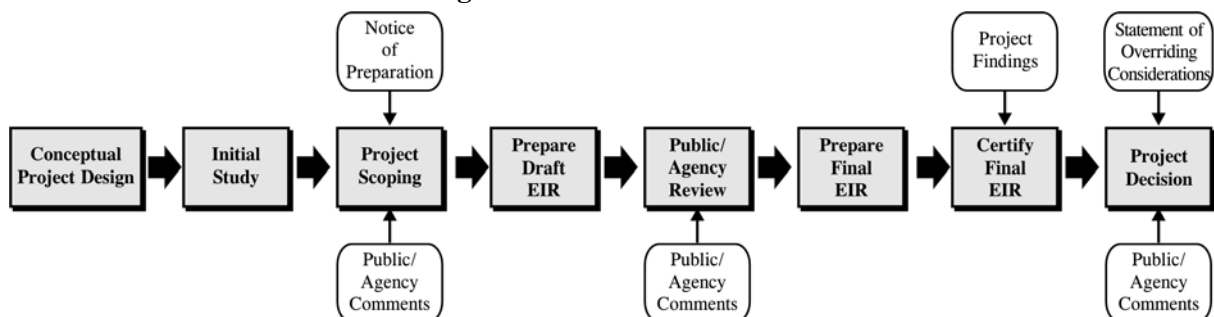 Notice
of
Preparation
Project
Findings
Statement of
Overriding
Considerations
Conceptual
Project Design
Initial
Study
Project
Scoping
Prepare
Draft
EIR
Public/
Agency
Review
Prepare
Final
EIR
Certify
Final
EIR
Project
Decision
Public/
Agency
Comments
Public/
Agency
Comments
Public/
Agency
Comments